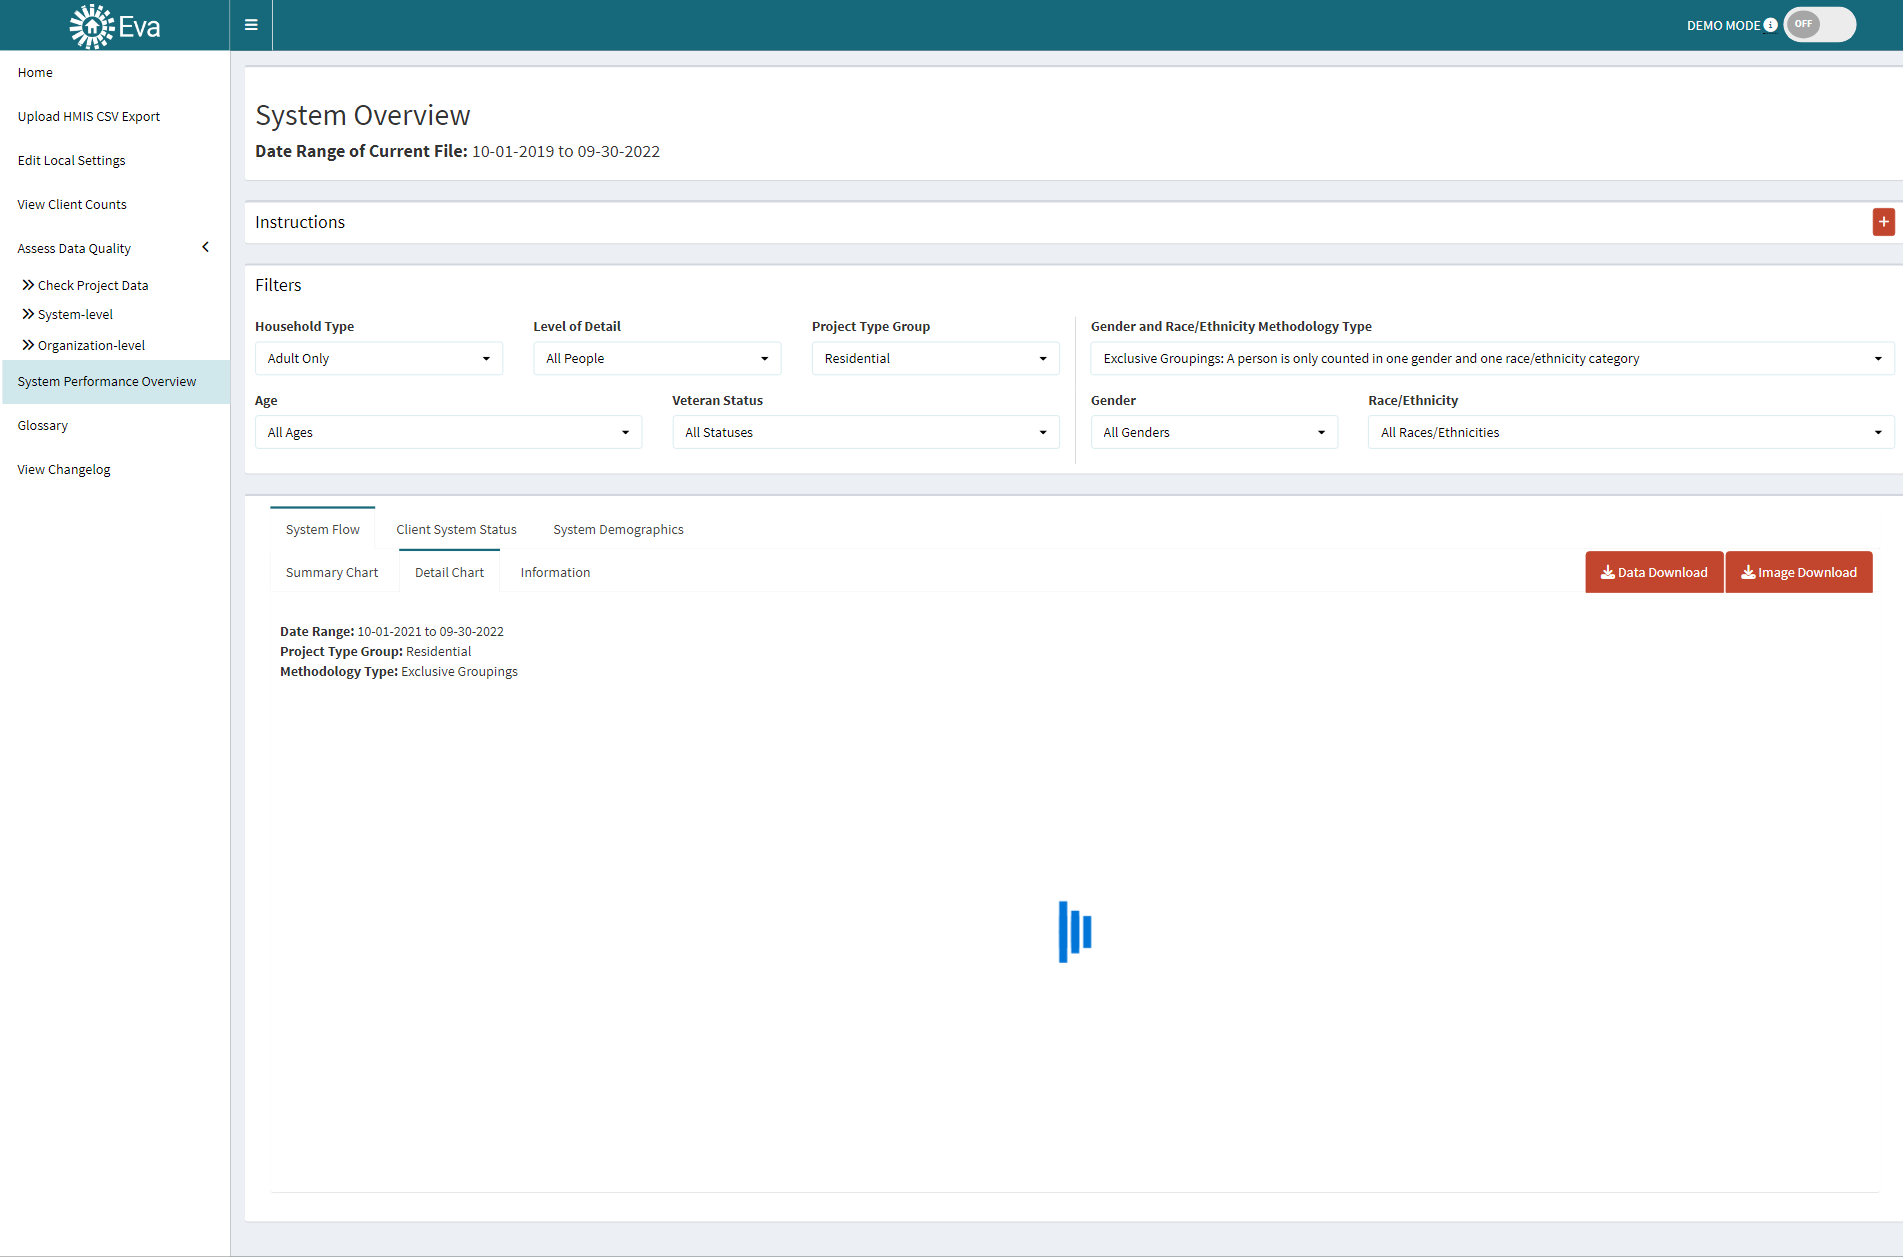 Eva
DEMO MODE
OFF
Home
Upload HMIS CSV Export
Edit Local Settings
View Client Counts
Assess Data Quality
Check Project Data
System-level
Organization-level
System Performance Overview
Glossary
View Changelog
System Overview
Date Range of Current File: 10-01-2019 to 09-30-2022
Instructions
Filters
Household Type
Level of Detail
Project Type Group
Gender and Race/Ethnicity Methodology Type
Adult Only
All People
Residential
Exclusive Groupings: A person is only counted in one gender and one race/ethnicity category
Age
Veteran Status
Gender
Race/Ethnicity
All Ages
All Statuses
All Genders
All Races/Ethnicities
System Flow
Client System Status
System Demographics
Summary Chart
Detail Chart
Information
Data Download
Image Download
Date Range: 10-01-2021 to 09-30-2022
Project Type Group: Residential
Methodology Type: Exclusive Groupings